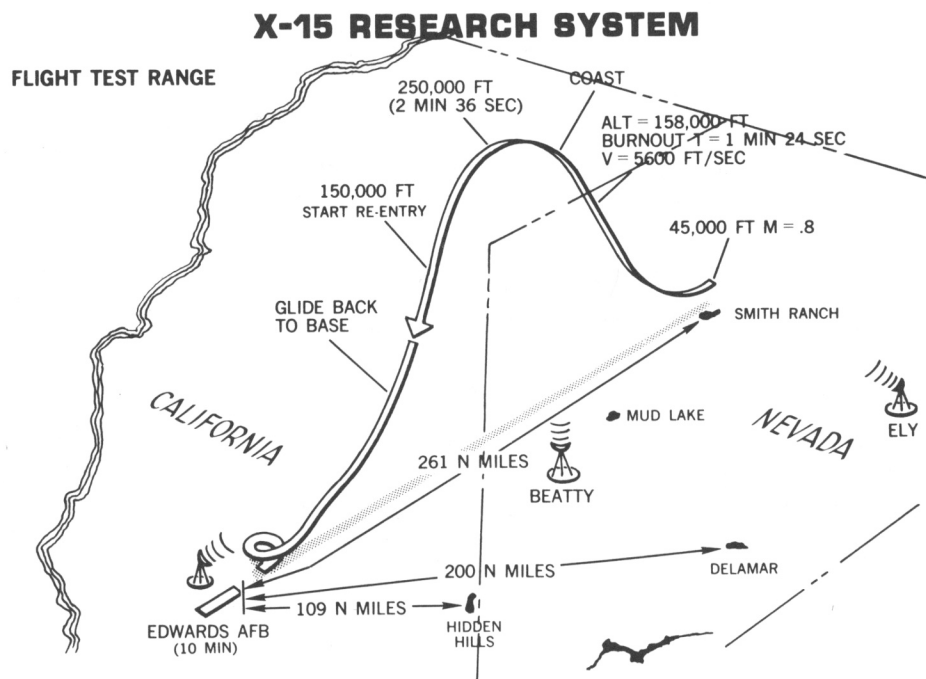 X-15 RESEARCH SYSTEM
FLIGHT TEST RANGE
250,000 FT
(2 MIN 36 SEC)
COAST
ALT = 158,000 FT
BURNOUT T = 1 MIN 24 SEC
V = 5600 FT/SEC
150,000 FT
START RE-ENTRY
45,000 FT M = .8
GLIDE BACK
TO BASE
SMITH RANCH
CALIFORNIA
MUD LAKE
NEVADA
ELY
261 N MILES
BEATTY
200 N MILES
DELAMAR
109 N MILES
HIDDEN
HILLS
EDWARDS AFB
(10 MIN)